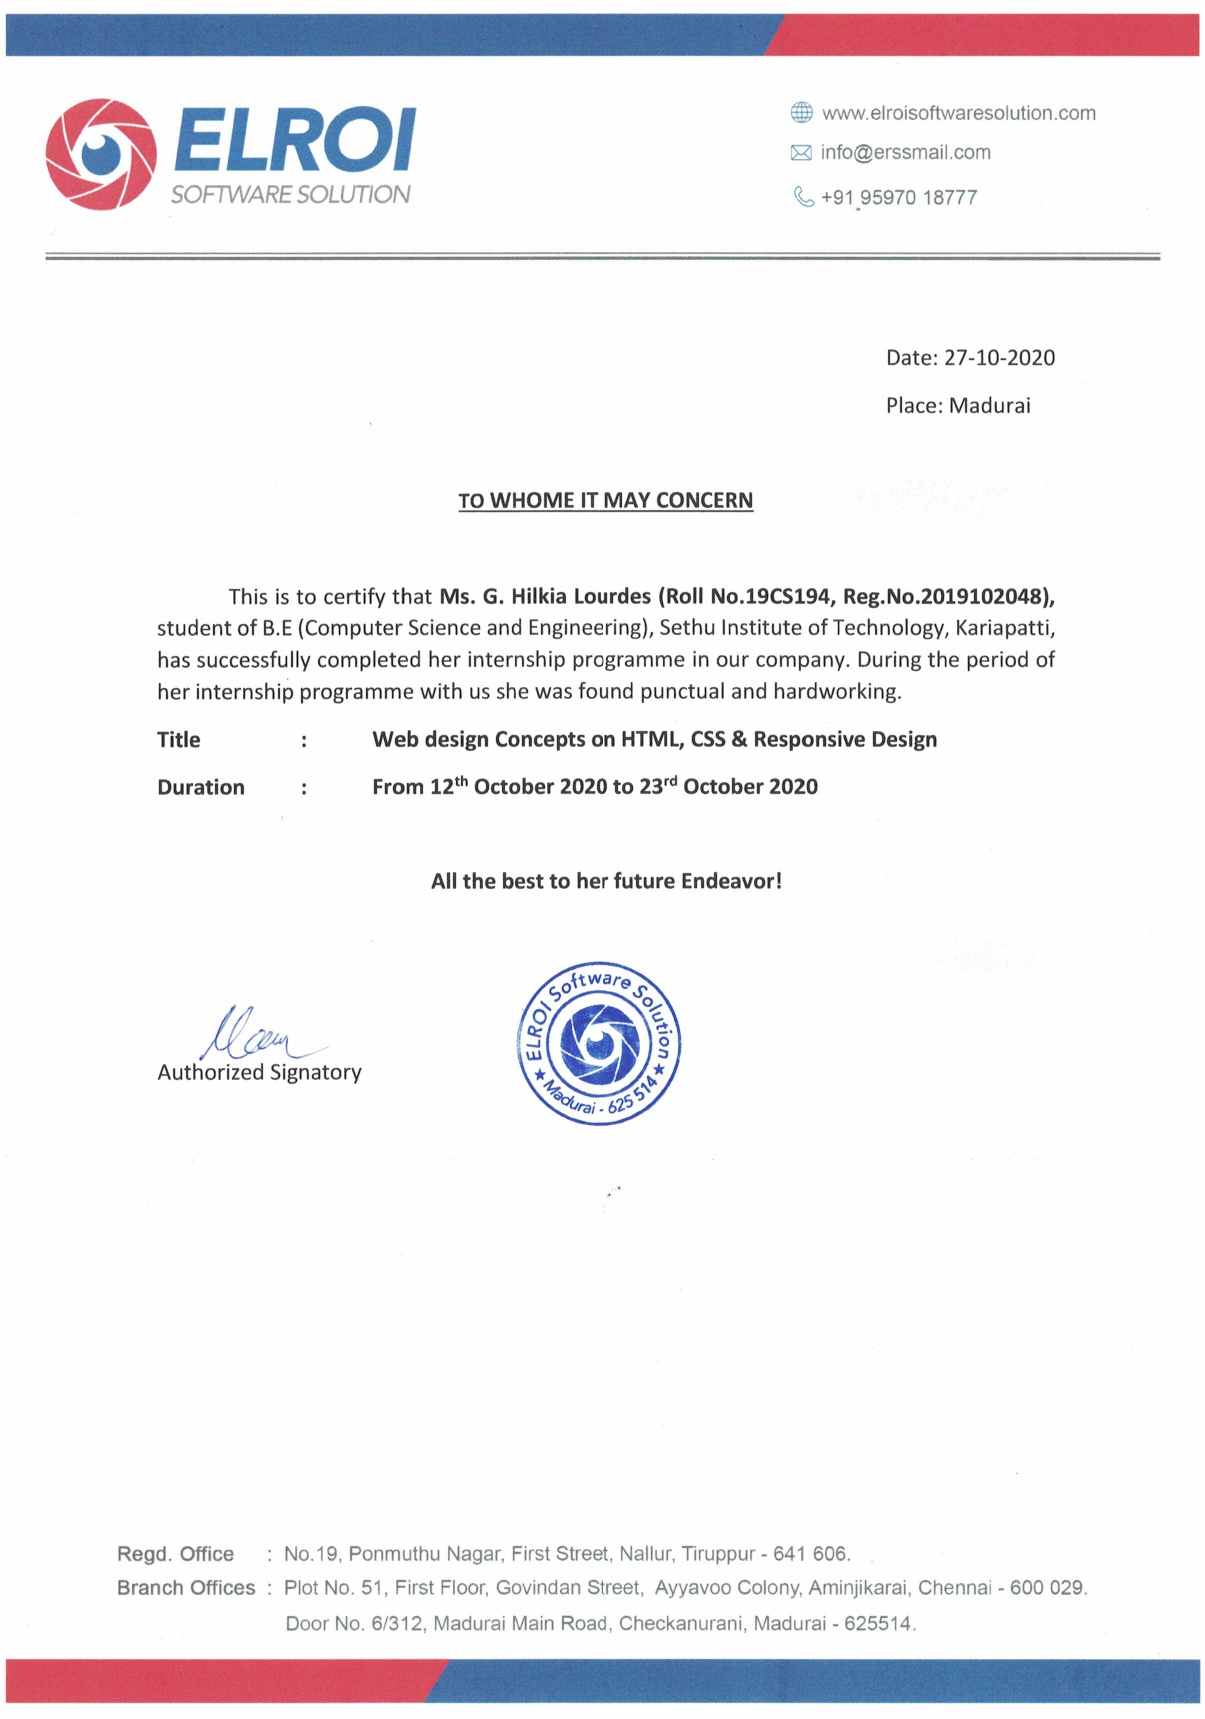 ELROI
SOFTWARE SOLUTION
www.elroisoftwaresolution.com
info@erssmail.com
+91 95970 18777
Date: 27-10-2020
Place: Madurai
TO WHOME IT MAY CONCERN
This is to certify that Ms. G. Hilkia Lourdes (Roll No.19CS194, Reg.No.2019102048),
student of B.E (Computer Science and Engineering), Sethu Institute of Technology, Kariapatti,
has successfully completed her internship programme in our company. During the period of
her internship programme with us she was found punctual and hardworking.
Title : Web design Concepts on HTML, CSS & Responsive Design
Duration : From 12th October 2020 to 23rd October 2020
All the best to her future Endeavor!
Authorized Signatory
ELROI Software Solution
★ Madurai - 625 514 ★
Regd. Office : No.19, Ponmuthu Nagar, First Street, Nallur, Tiruppur - 641 606.
Branch Offices : Plot No. 51, First Floor, Govindan Street, Ayyavoo Colony, Aminjikarai, Chennai - 600 029.
Door No. 6/312, Madurai Main Road, Checkanurani, Madurai - 625514.